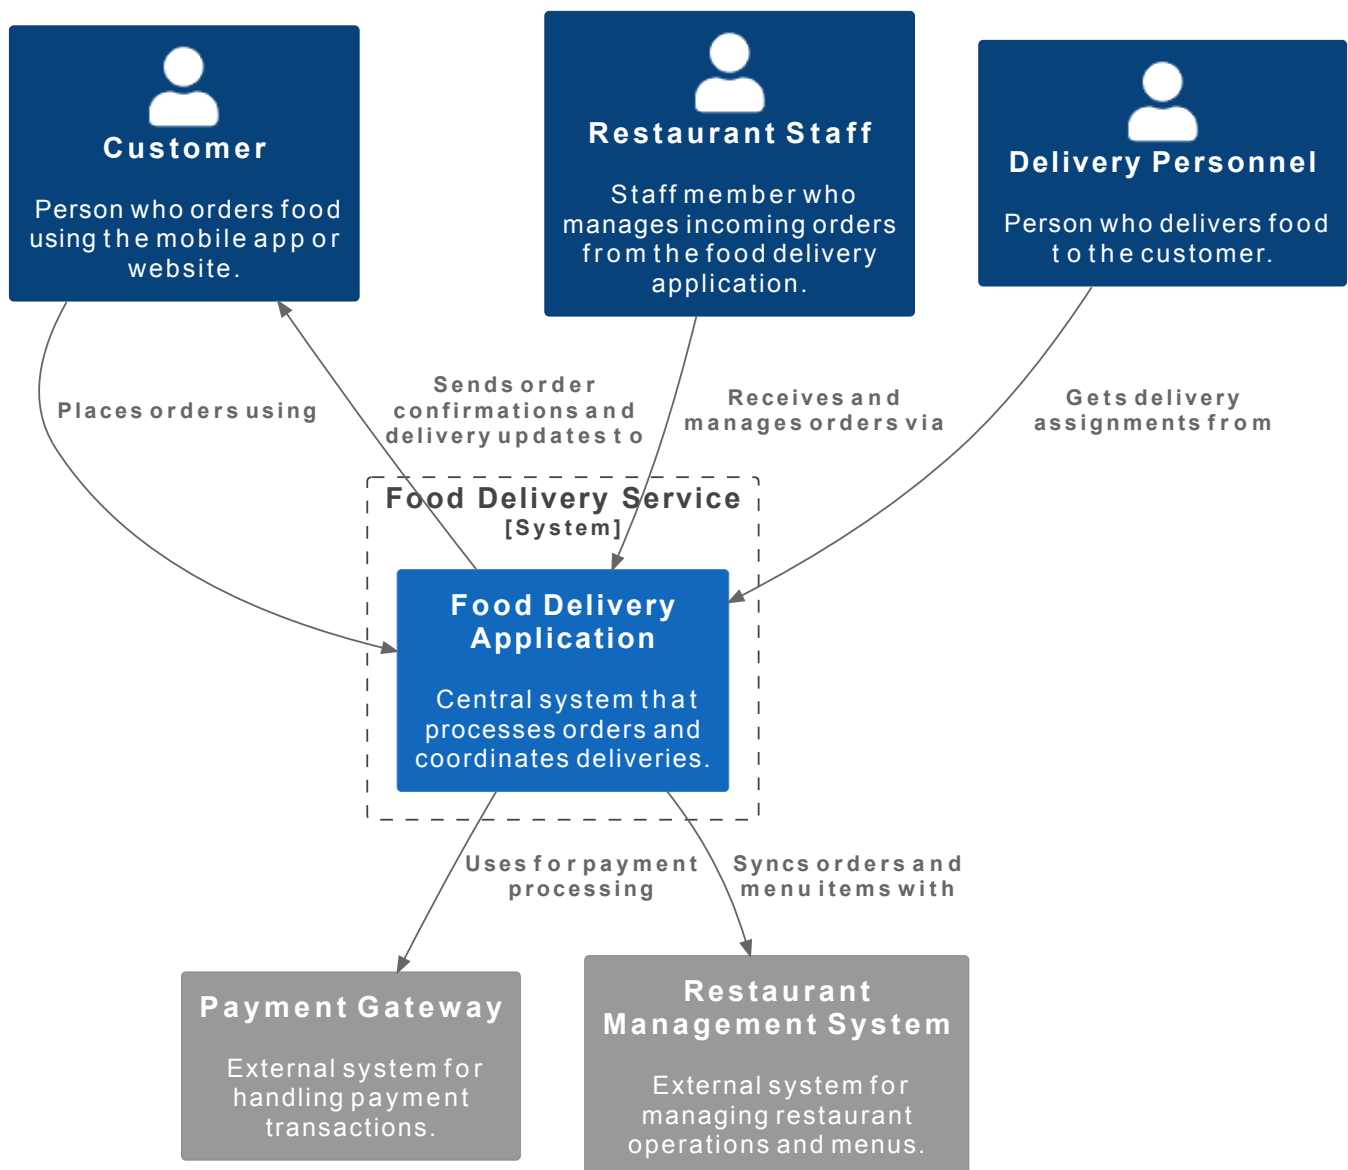 Customer
Person who orders food
using the mobile app or
website.
Restaurant Staff
Staff member who
manages incoming orders
from the food delivery
application.
Delivery Personnel
Person who delivers food
to the customer.
Places orders using
Sends order
confirmations and
delivery updates to
Receives and
manages orders via
Gets delivery
assignments from
Food Delivery Service
[System]
Food Delivery
Application
Central system that
processes orders and
coordinates deliveries.
Uses for payment
processing
Syncs orders and
menu items with
Payment Gateway
External system for
handling payment
transactions.
Restaurant
Management System
External system for
managing restaurant
operations and menus.